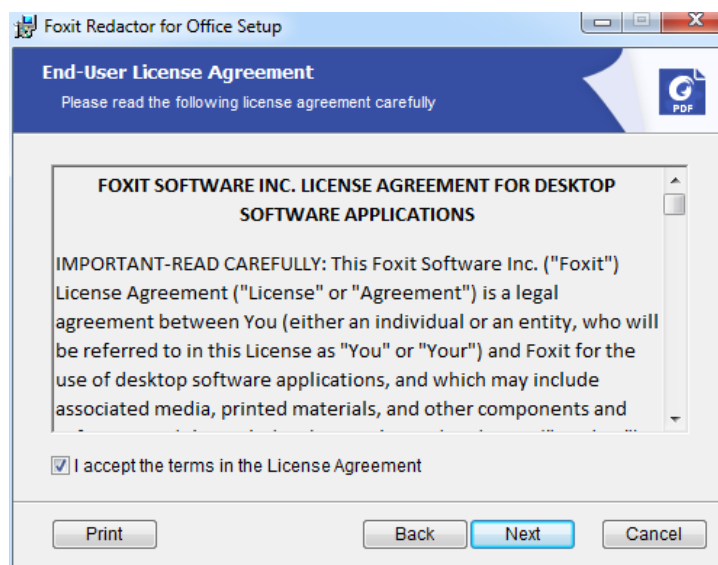 Foxit Redactor for Office Setup
End-User License Agreement
Please read the following license agreement carefully
PDF
FOXIT SOFTWARE INC. LICENSE AGREEMENT FOR DESKTOP
SOFTWARE APPLICATIONS
IMPORTANT-READ CAREFULLY: This Foxit Software Inc. ("Foxit")
License Agreement ("License" or "Agreement") is a legal
agreement between You (either an individual or an entity, who will
be referred to in this License as "You" or "Your") and Foxit for the
use of desktop software applications, and which may include
associated media, printed materials, and other components and
I accept the terms in the License Agreement
Print
Back
Next
Cancel